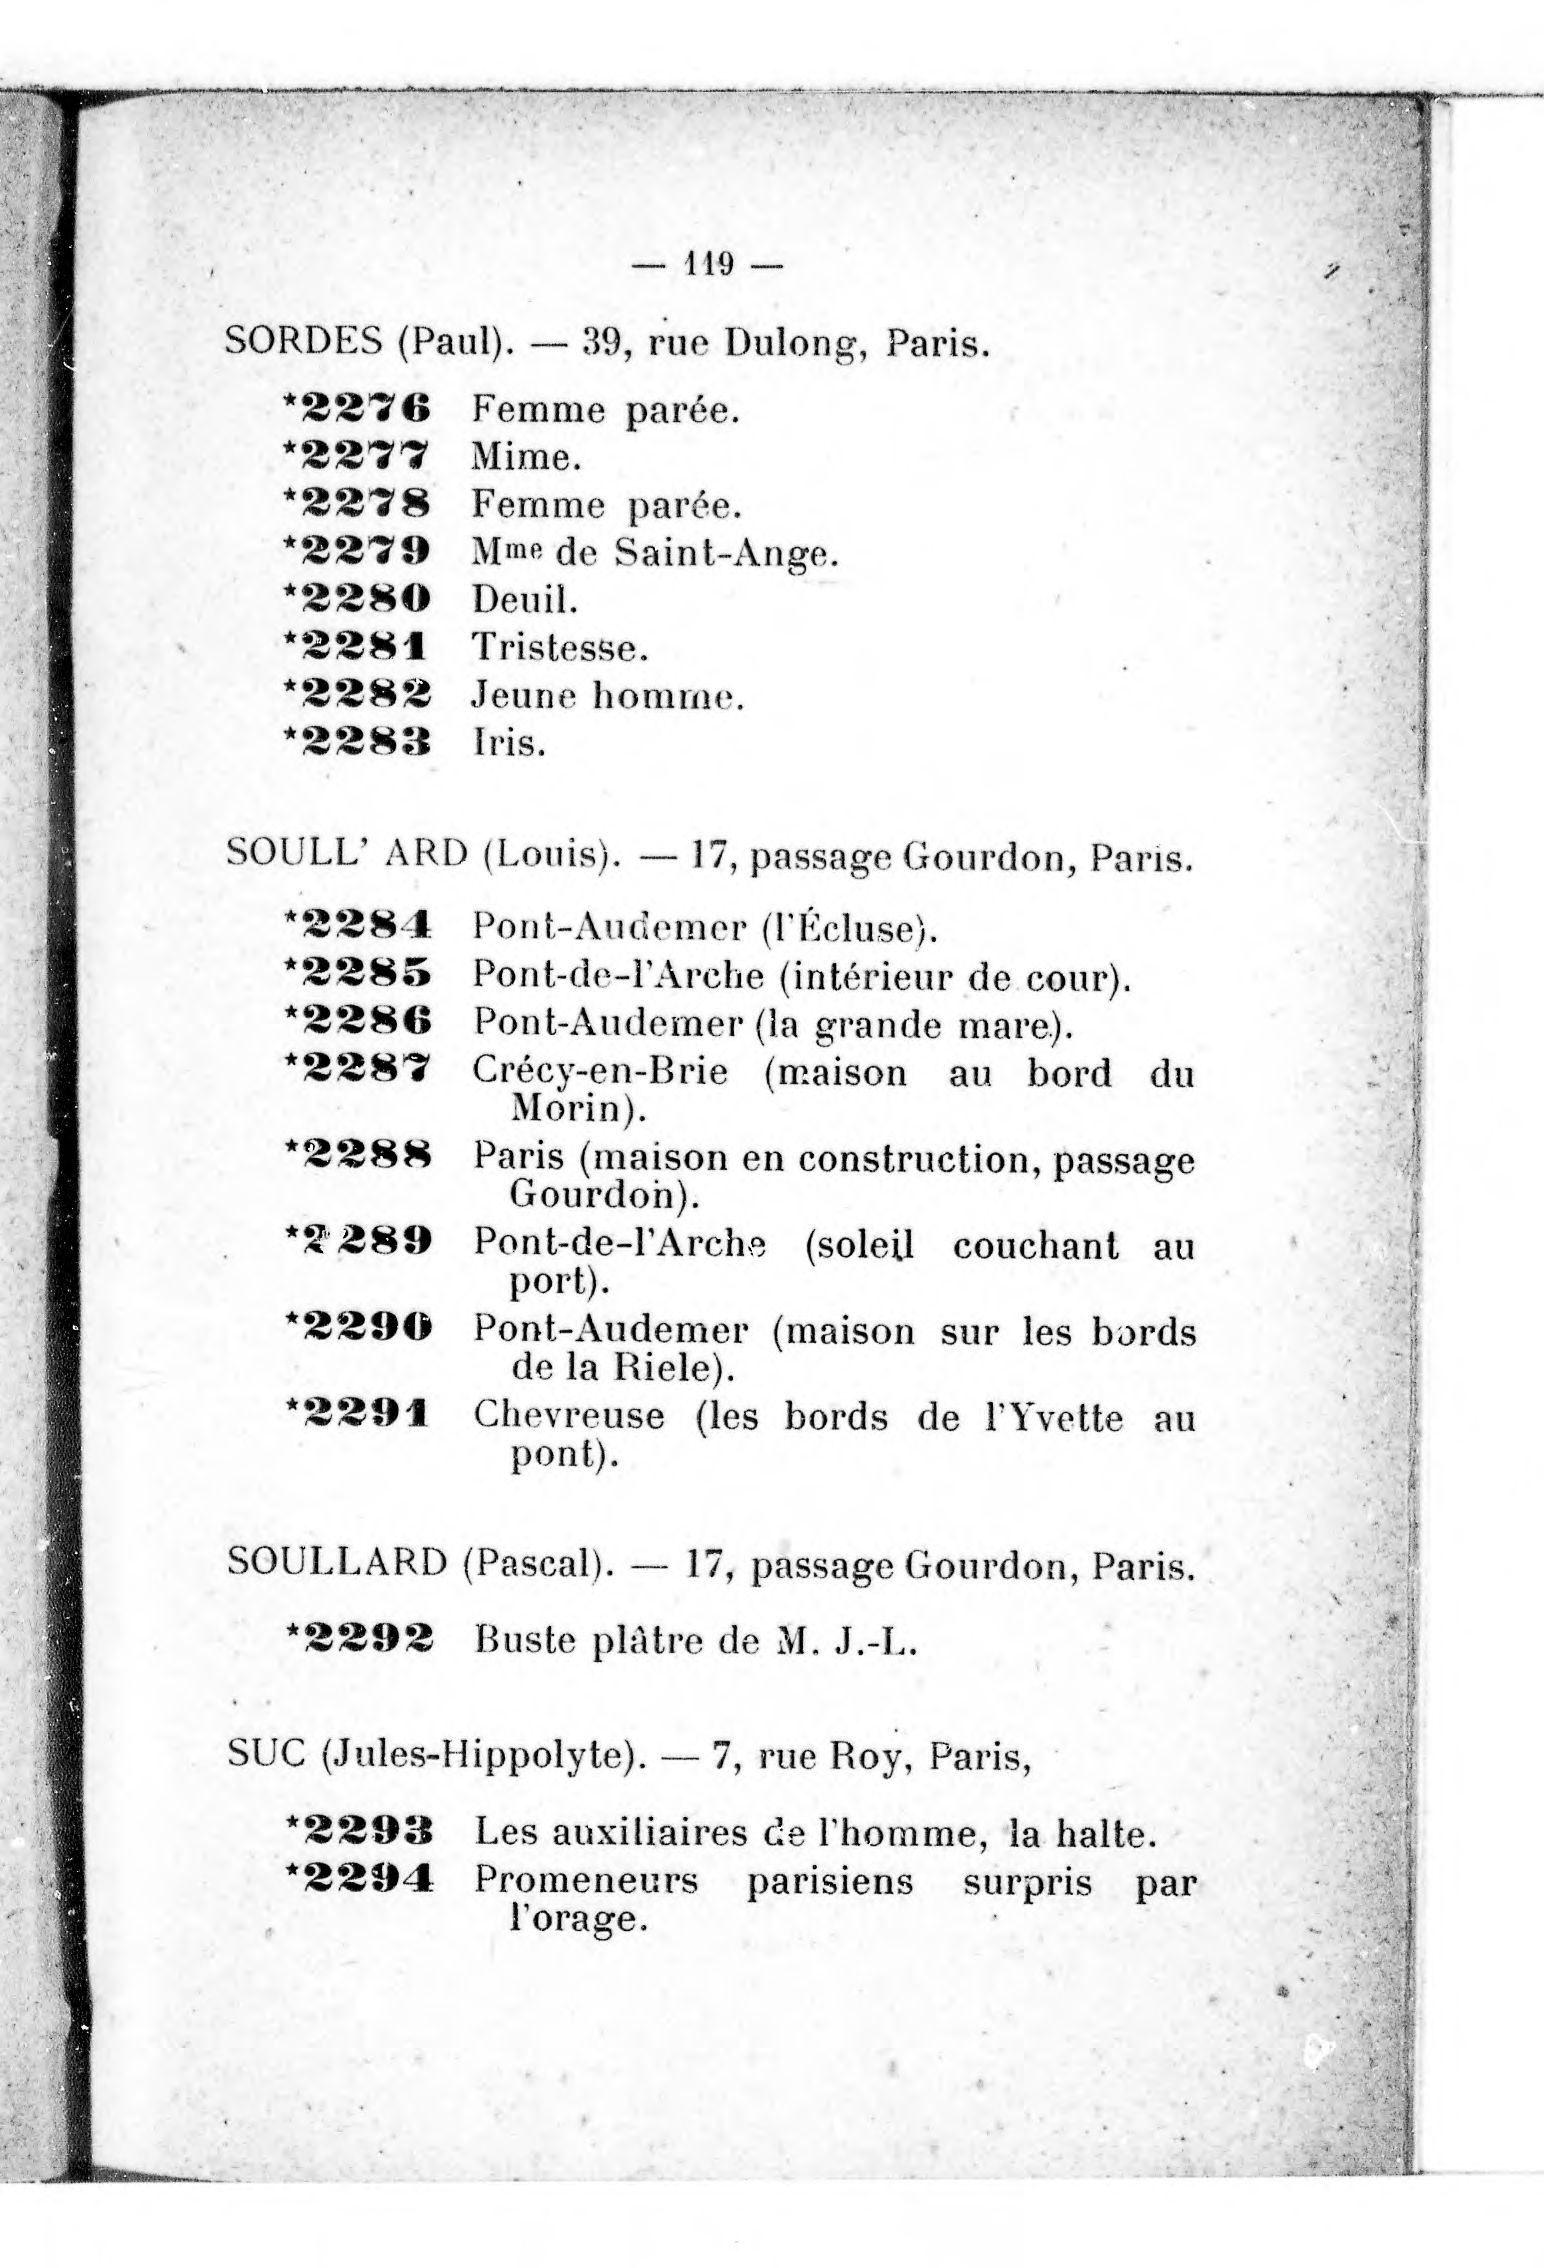 — 119 —
SORDES (Paul). — 39, rue Dulong, Paris.
*2276 Femme parée.
*2277 Mime.
*2278 Femme parée.
*2279 Mme de Saint-Ange.
*2280 Deuil.
*2281 Tristesse.
*2282 Jeune homme.
*2283 Iris.
SOULL' ARD (Louis). — 17, passage Gourdon, Paris.
*2284 Pont-Audemer (l'Écluse).
*2285 Pont-de-l'Arche (intérieur de cour).
*2286 Pont-Audemer (la grande mare).
*2287 Crécy-en-Brie (maison au bord du
Morin).
*2288 Paris (maison en construction, passage
Gourdon).
*2289 Pont-de-l'Arche (soleil couchant au
port).
*2290 Pont-Audemer (maison sur les bords
de la Riele).
*2291 Chevreuse (les bords de l'Yvette au
pont).
SOULLARD (Pascal). — 17, passage Gourdon, Paris.
*2292 Buste plâtre de M. J.-L.
SUC (Jules-Hippolyte). — 7, rue Roy, Paris,
*2293 Les auxiliaires de l'homme, la halte.
*2294 Promeneurs parisiens surpris par
l'orage.